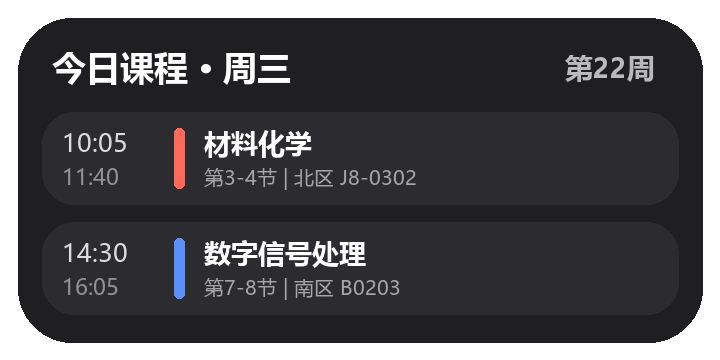 今日课程·周三
第22周
10:05
材料化学
11:40
第3-4节 | 北区 J8-0302
14:30
数字信号处理
16:05
第7-8节 | 南区 B0203